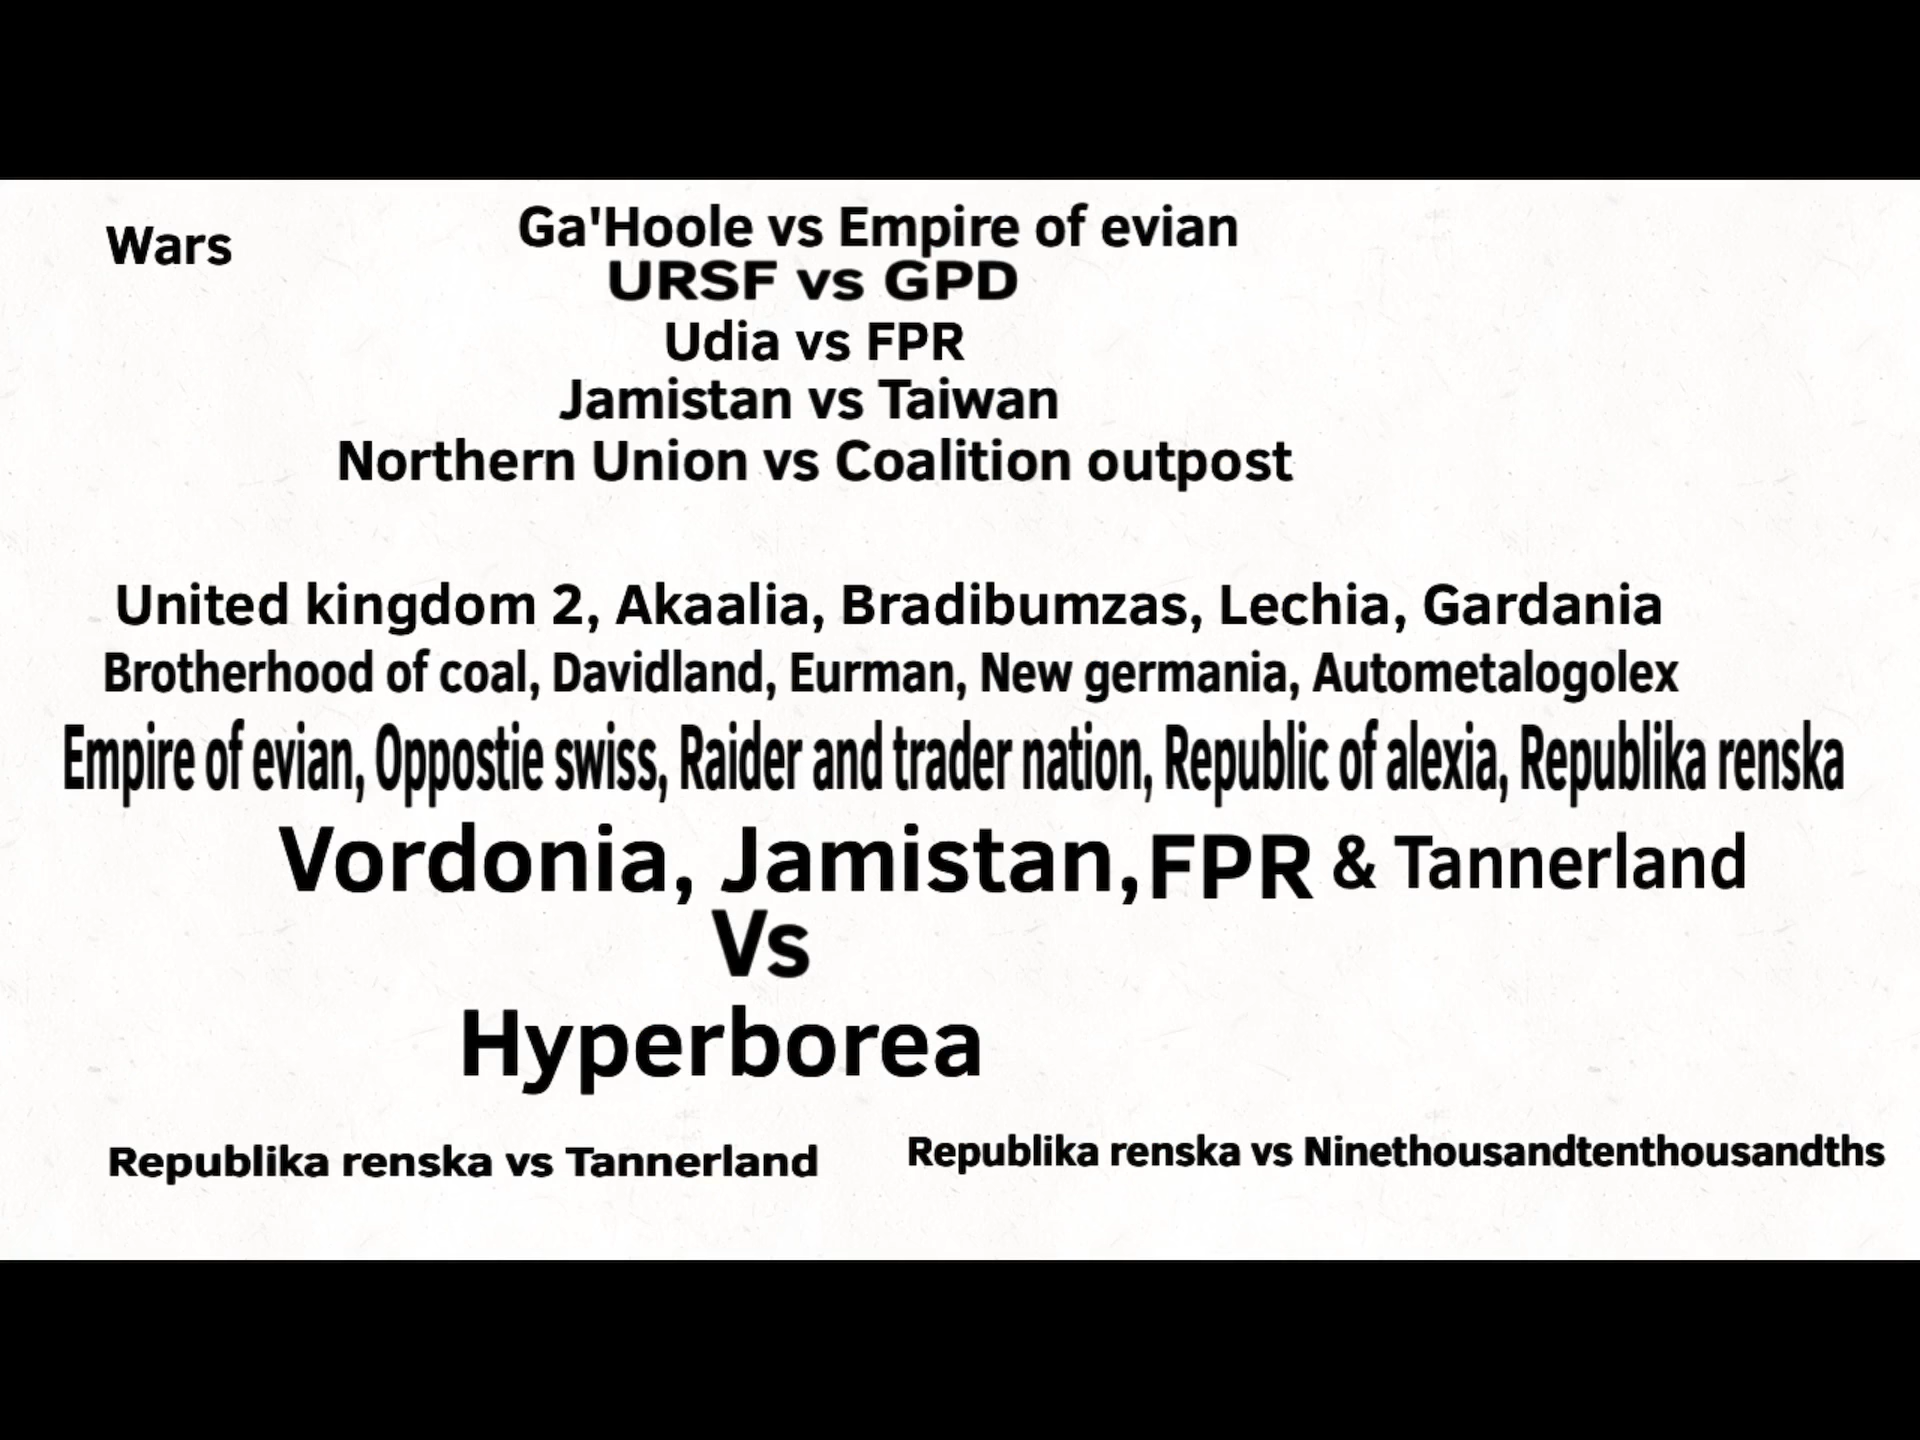 Wars
Ga'Hoole vs Empire of evian
URSF vs GPD
Udia vs FPR
Jamistan vs Taiwan
Northern Union vs Coalition outpost
United kingdom 2, Akaalia, Bradibumzas, Lechia, Gardania
Brotherhood of coal, Davidland, Eurman, New germania, Autometalogolex
Empire of evian, Oppostie swiss, Raider and trader nation, Republic of alexia, Republika renska
Vordonia, Jamistan,FPR & Tannerland
Vs
Hyperborea
Republika renska vs Tannerland
Republika renska vs Ninethousandtenthousandths